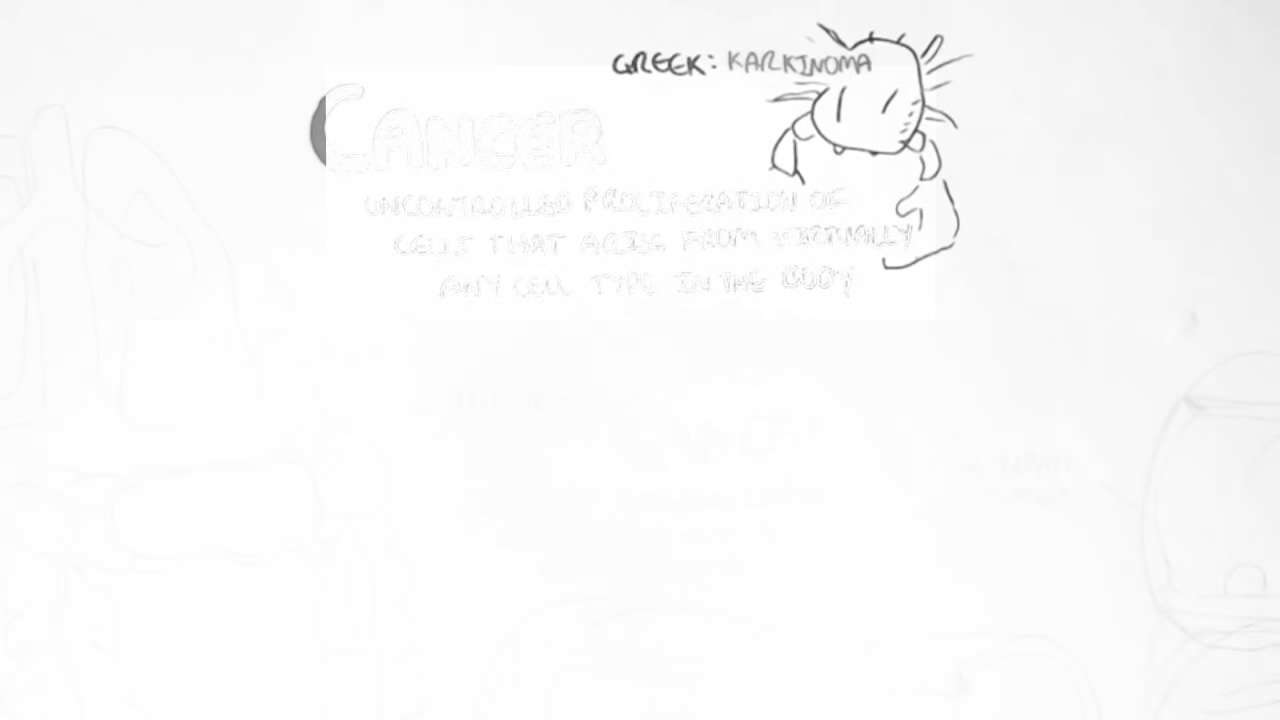 GREEK: KARKINOMA
CANCER
UNCONTROLLED PROLIFERATION OF
CELLS THAT ARISE FROM VIRTUALLY
ANY CELL TYPE IN THE BODY